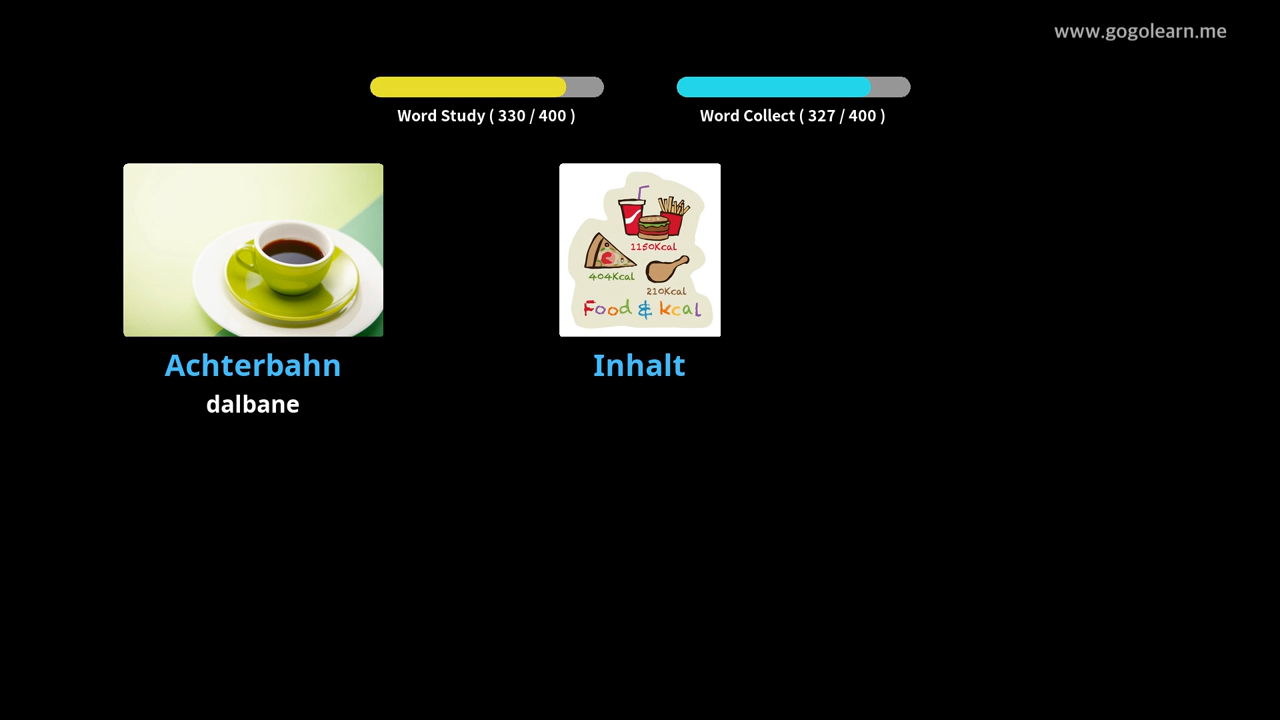 www.gogolearn.me
Word Study ( 330 / 400 )
Word Collect ( 327 / 400 )
1150Kcal
404Kcal
210Kcal
Food & kcal
Achterbahn
dalbane
Inhalt